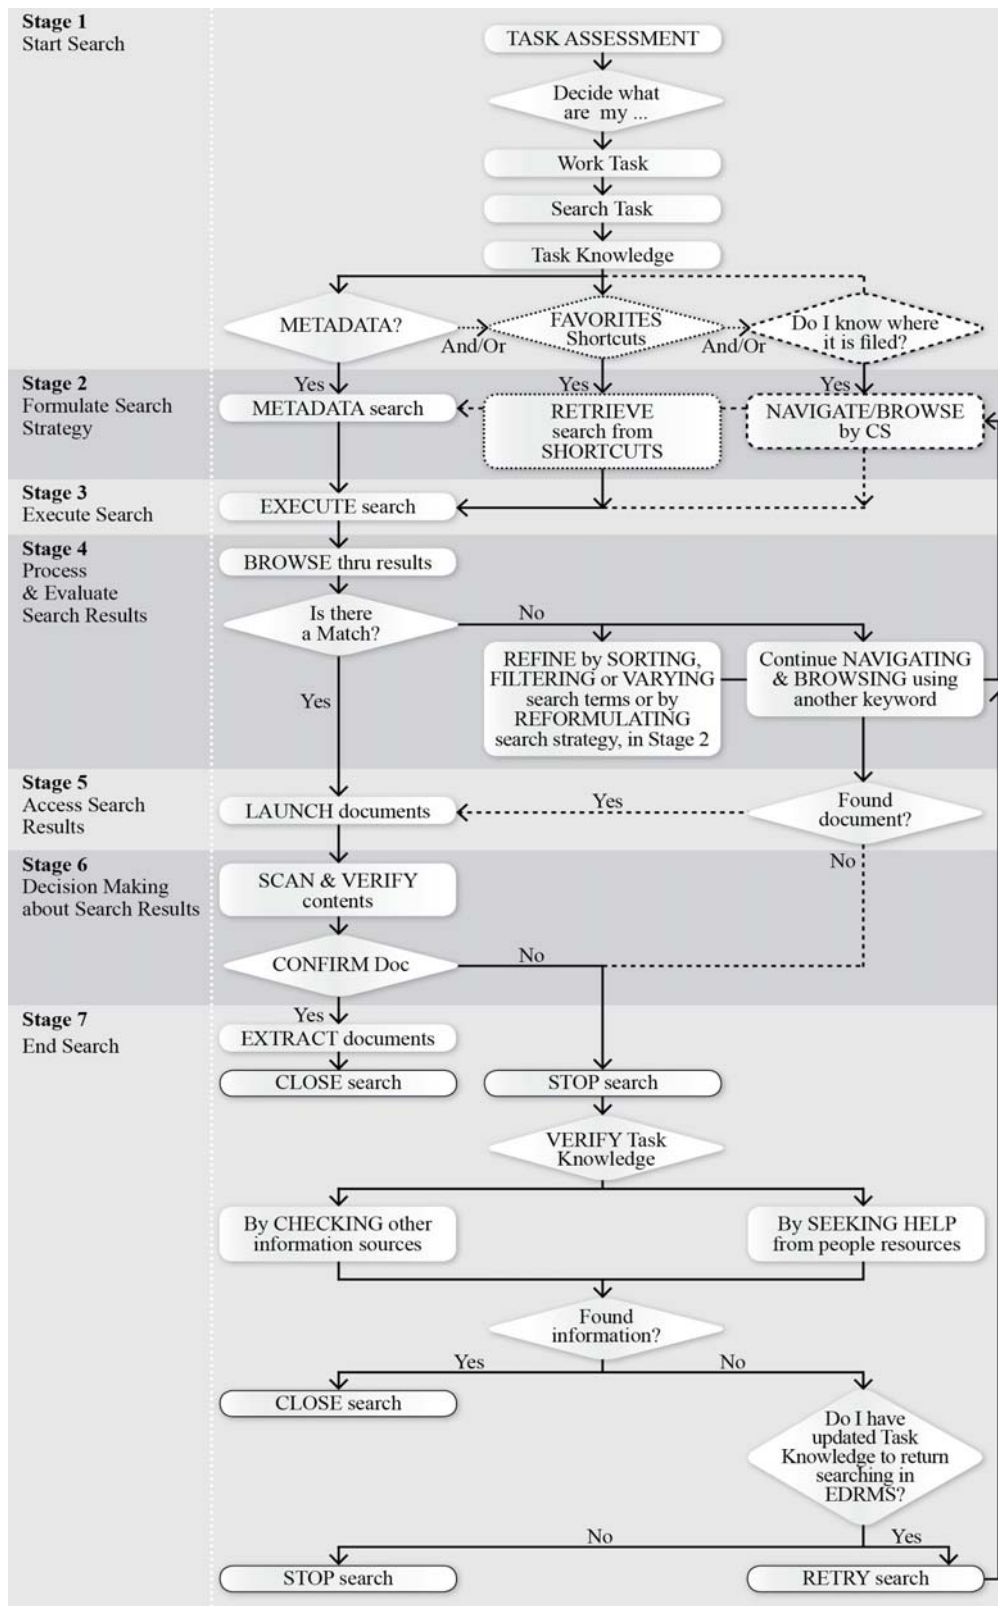 Stage 1
Start Search
TASK ASSESSMENT
Decide what
are my ...
Work Task
Search Task
Task Knowledge
METADATA?
And/Or
FAVORITES
Shortcuts
And/Or
Do I know where
it is filed?
Stage 2
Formulate Search
Strategy
Yes
METADATA search
Yes
RETRIEVE
search from
SHORTCUTS
Yes
NAVIGATE/BROWSE
by CS
Stage 3
Execute Search
EXECUTE search
Stage 4
Process
& Evaluate
Search Results
BROWSE thru results
Is there
a Match?
No
Yes
REFINE by SORTING,
FILTERING or VARYING
search terms or by
REFORMULATING
search strategy, in Stage 2
Continue NAVIGATING
& BROWSING using
another keyword
Stage 5
Access Search
Results
LAUNCH documents
Yes
Found
document?
No
Stage 6
Decision Making
about Search Results
SCAN & VERIFY
contents
CONFIRM Doc
No
Stage 7
End Search
Yes
EXTRACT documents
CLOSE search
STOP search
VERIFY Task
Knowledge
By CHECKING other
information sources
By SEEKING HELP
from people resources
Found
information?
Yes
No
CLOSE search
Do I have
updated Task
Knowledge to return
searching in
EDRMS?
No
Yes
STOP search
RETRY search